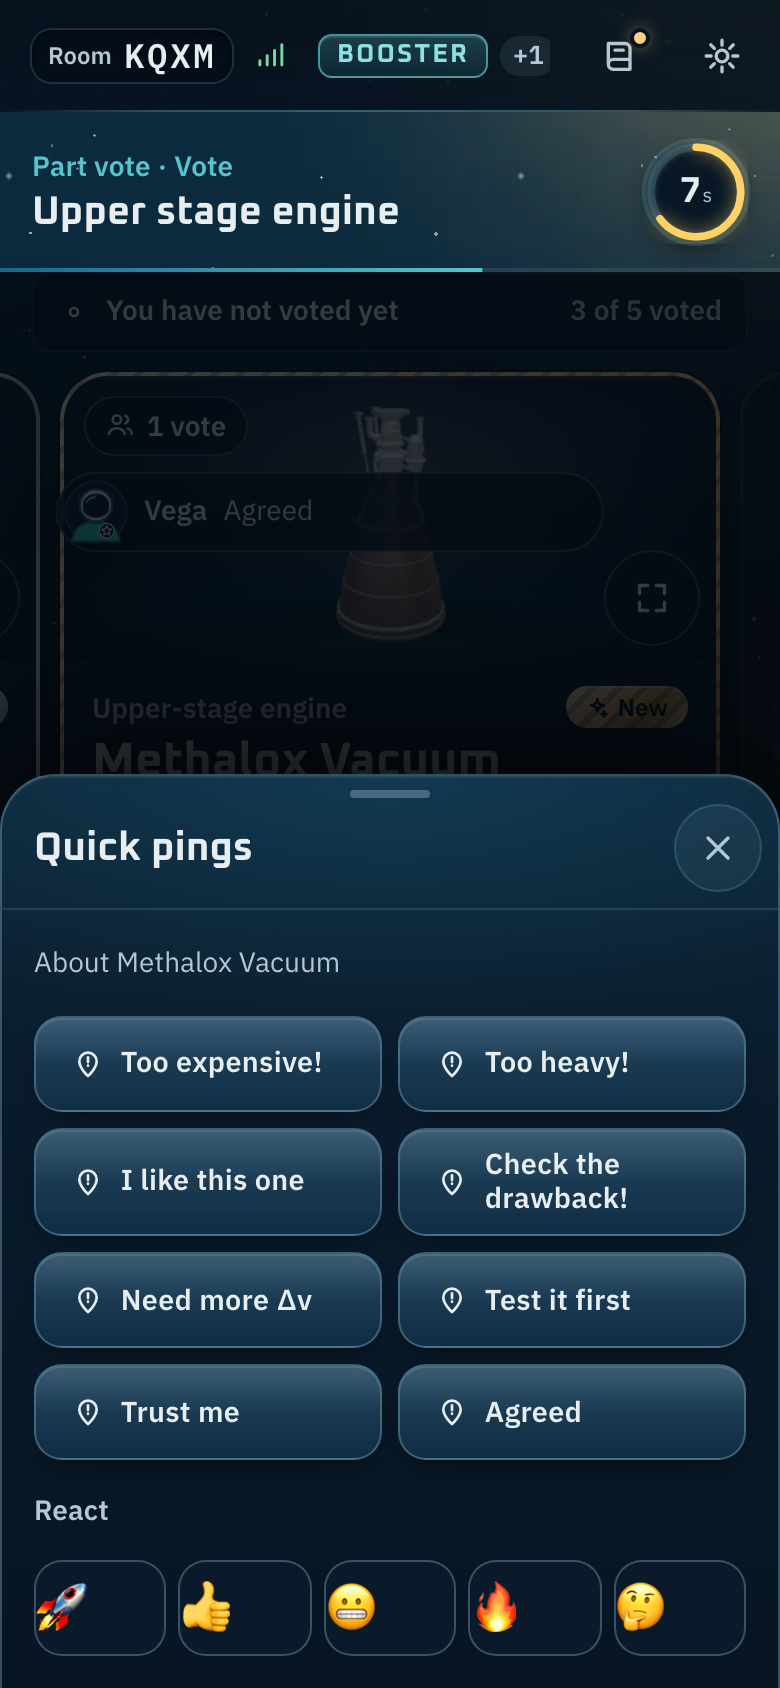 Room KQXM BOOSTER +1
Part vote · Vote
Upper stage engine
7s
You have not voted yet 3 of 5 voted
1 vote
Vega Agreed
Upper-stage engine New
Methalox Vacuum
Quick pings
About Methalox Vacuum
Too expensive! Too heavy!
I like this one Check the
drawback!
Need more Δv Test it first
Trust me Agreed
React